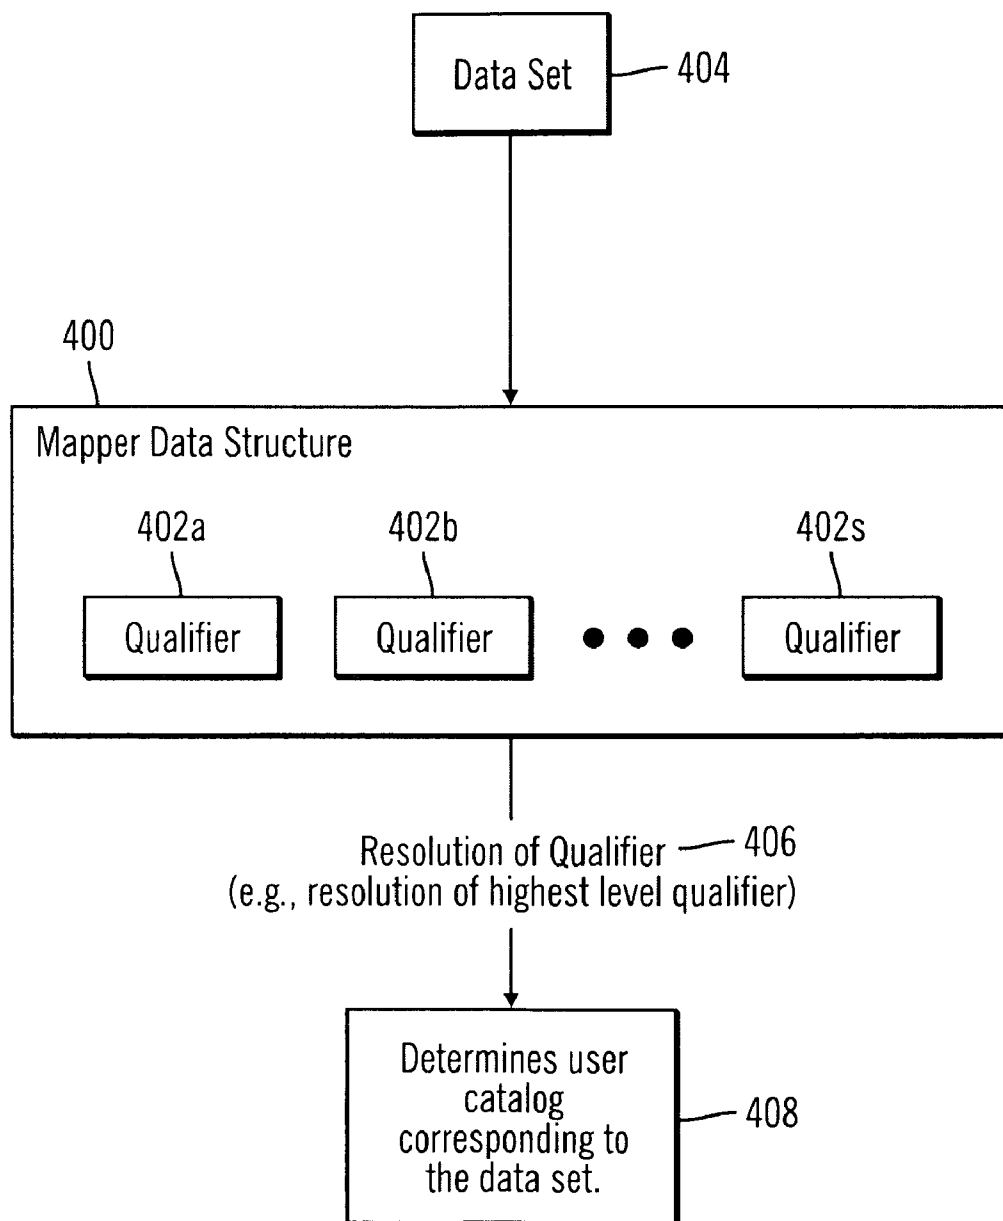 Data Set
404
400
Mapper Data Structure
402a
402b
402s
Qualifier
Qualifier
Qualifier
Resolution of Qualifier
406
(e.g., resolution of highest level qualifier)
Determines user
catalog
corresponding to
the data set.
408